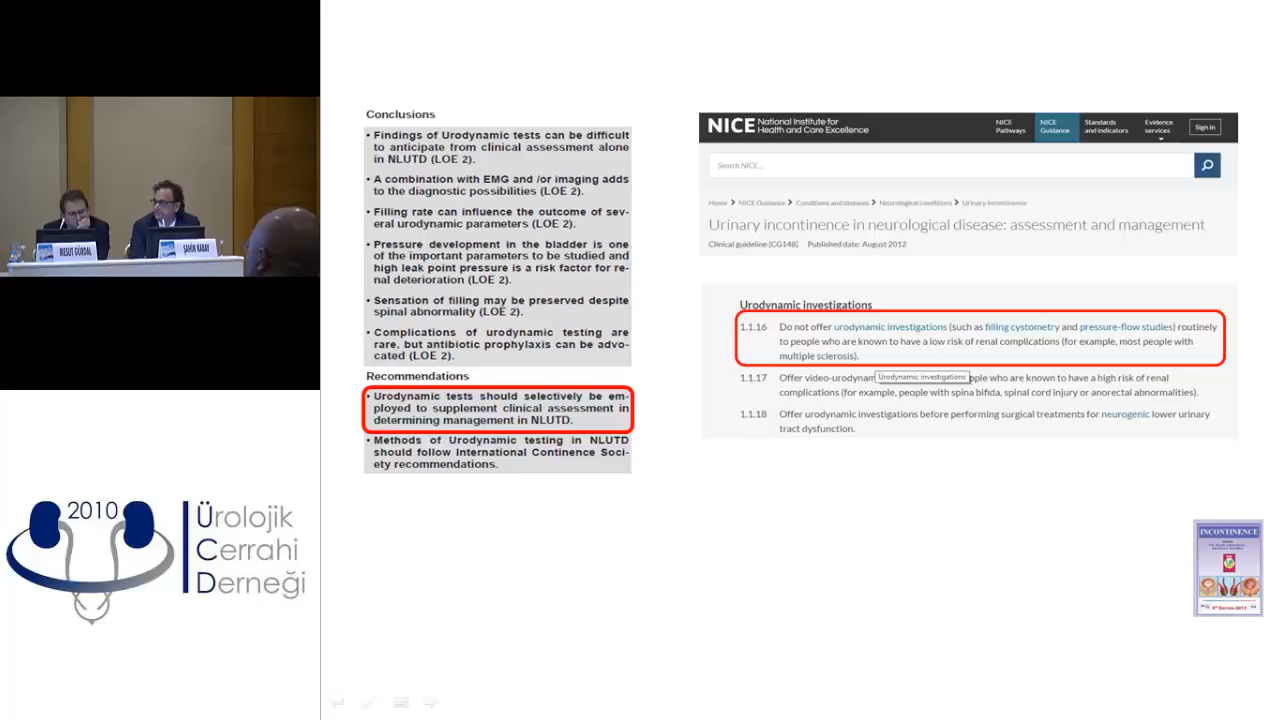 MESUT GÜRDAL
ŞAHİN KABAY
2010
Ürolojik
Cerrahi
Derneği
Conclusions
• Findings of Urodynamic tests can be difficult
to anticipate from clinical assessment alone
in NLUTD (LOE 2).
• A combination with EMG and /or imaging adds
to the diagnostic possibilities (LOE 2).
• Filling rate can influence the outcome of sev-
eral urodynamic parameters (LOE 2).
• Pressure development in the bladder is one
of the important parameters to be studied and
high leak point pressure is a risk factor for re-
nal deterioration (LOE 2).
• Sensation of filling may be preserved despite
spinal abnormality (LOE 2).
• Complications of urodynamic testing are
rare, but antibiotic prophylaxis can be advo-
cated (LOE 2).
Recommendations
• Urodynamic tests should selectively be em-
ployed to supplement clinical assessment in
determining management in NLUTD.
• Methods of Urodynamic testing in NLUTD
should follow International Continence Soci-
ety recommendations.
NICE National Institute for
Health and Care Excellence
NICE
Pathways
NICE
Guidance
Standards
and indicators
Evidence
services
Sign in
Search NICE...
Home > NICE Guidance > Conditions and diseases > Neurological conditions > Urinary incontinence
Urinary incontinence in neurological disease: assessment and management
Clinical guideline [CG148] Published date: August 2012
Urodynamic investigations
1.1.16 Do not offer urodynamic investigations (such as filling cystometry and pressure-flow studies) routinely
to people who are known to have a low risk of renal complications (for example, most people with
multiple sclerosis).
Urodynamic investigations
1.1.17 Offer video-urodynam ple who are known to have a high risk of renal
complications (for example, people with spina bifida, spinal cord injury or anorectal abnormalities).
1.1.18 Offer urodynamic investigations before performing surgical treatments for neurogenic lower urinary
tract dysfunction.
INCONTINENCE